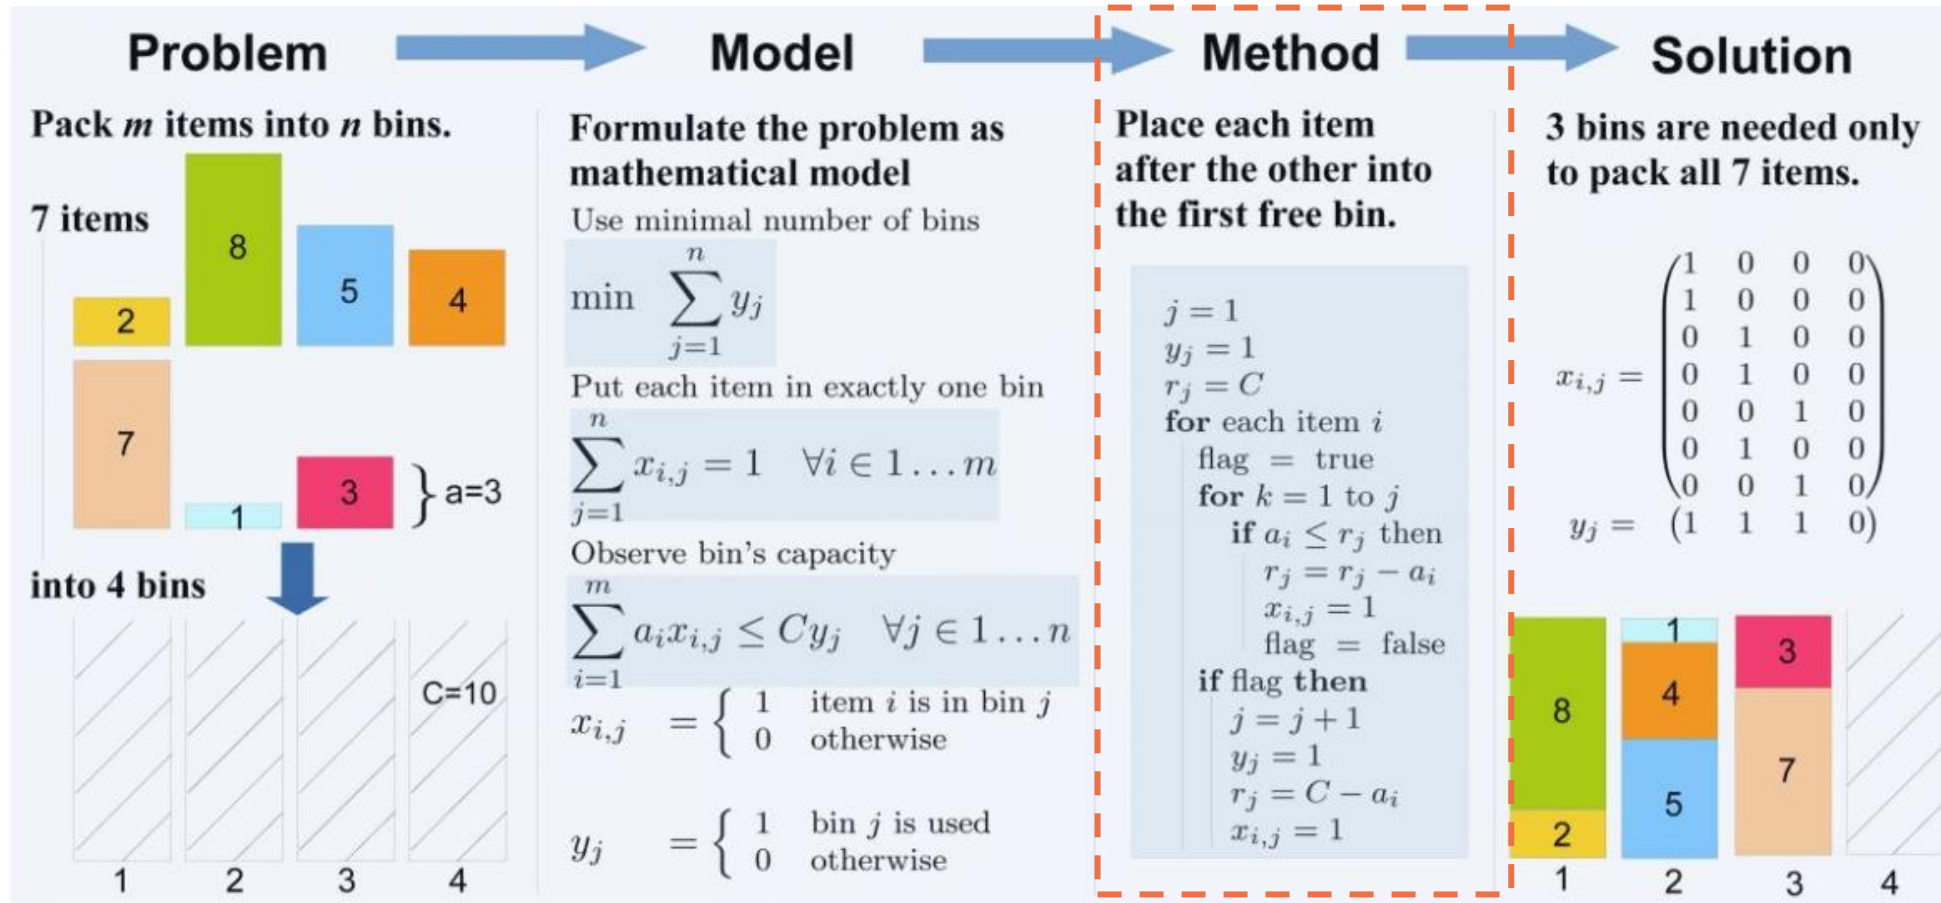 Problem
Model
Method
Solution
Pack m items into n bins.
7 items
2
8
5
4
7
1
3
} a=3
into 4 bins
C=10
1
2
3
4
Formulate the problem as
mathematical model
Use minimal number of bins
min \sum_{j=1}^{n} y_j
Put each item in exactly one bin
\sum_{j=1}^{n} x_{i,j} = 1 ∀i ∈ 1 … m
Observe bin's capacity
\sum_{i=1}^{m} a_i x_{i,j} ≤ C y_j ∀j ∈ 1 … n
x_{i,j} = { 1 item i is in bin j
0 otherwise
y_j = { 1 bin j is used
0 otherwise
Place each item
after the other into
the first free bin.
j = 1
y_j = 1
r_j = C
for each item i
flag = true
for k = 1 to j
if a_i ≤ r_j then
r_j = r_j − a_i
x_{i,j} = 1
flag = false
if flag then
j = j + 1
y_j = 1
r_j = C − a_i
x_{i,j} = 1
3 bins are needed only
to pack all 7 items.
x_{i,j} =
1 0 0 0
1 0 0 0
0 1 0 0
0 1 0 0
0 0 1 0
0 1 0 0
0 0 1 0
y_j = (1 1 1 0)
8
2
1
4
5
3
7
1
2
3
4